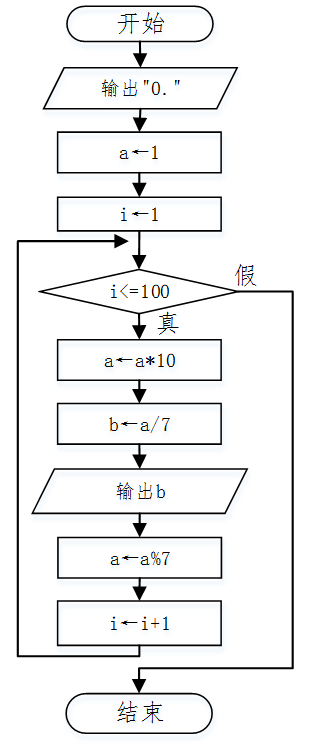 开始
输出"0."
a←1
i←1
i<=100
假
真
a←a*10
b←a/7
输出b
a←a%7
i←i+1
结束